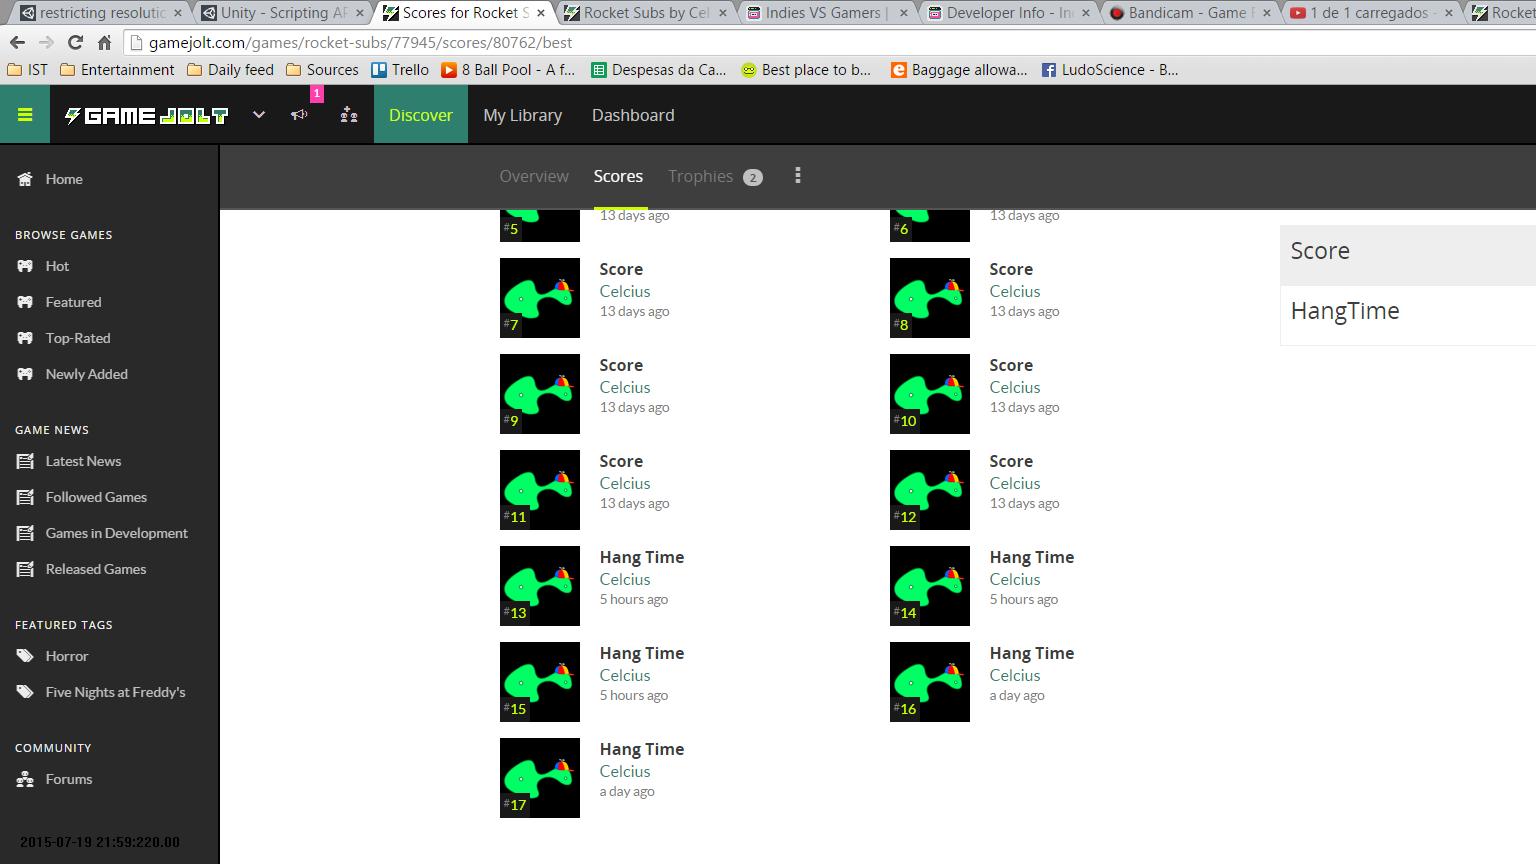 restricting resolutio
Unity - Scripting AP
Scores for Rocket S
Rocket Subs by Cel
Indies VS Gamers |
Developer Info - In
Bandicam - Game R
1 de 1 carregados -
Rocket
gamejolt.com/games/rocket-subs/77945/scores/80762/best
IST
Entertainment
Daily feed
Sources
Trello
8 Ball Pool - A f...
Despesas da Ca...
Best place to b...
Baggage allowa...
LudoScience - B...
GAME JOLT
1
Discover
My Library
Dashboard
Overview
Scores
Trophies 2
Home
BROWSE GAMES
Hot
Featured
Top-Rated
Newly Added
GAME NEWS
Latest News
Followed Games
Games in Development
Released Games
FEATURED TAGS
Horror
Five Nights at Freddy's
COMMUNITY
Forums
2015-07-19 21:59:220.00
#5
13 days ago
#6
13 days ago
#7
Score
Celcius
13 days ago
#8
Score
Celcius
13 days ago
#9
Score
Celcius
13 days ago
#10
Score
Celcius
13 days ago
#11
Score
Celcius
13 days ago
#12
Score
Celcius
13 days ago
#13
Hang Time
Celcius
5 hours ago
#14
Hang Time
Celcius
5 hours ago
#15
Hang Time
Celcius
5 hours ago
#16
Hang Time
Celcius
a day ago
#17
Hang Time
Celcius
a day ago
Score
HangTime